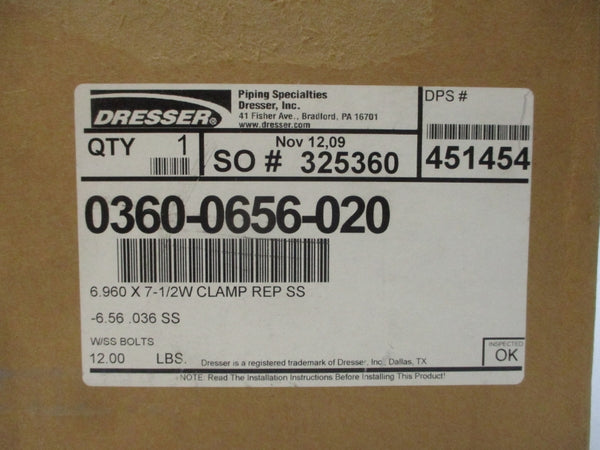 DRESSER®
Piping Specialties
Dresser, Inc.
41 Fisher Ave., Bradford, PA 16701
www.dresser.com
DPS #
QTY 1
Nov 12,09
SO # 325360
451454
0360-0656-020
6.960 X 7-1/2W CLAMP REP SS
-6.56 .036 SS
W/SS BOLTS
12.00 LBS.
Dresser is a registered trademark of Dresser, Inc. Dallas, TX
INSPECTED
OK
NOTE: Read The Installation Instructions Before Installing This Product!